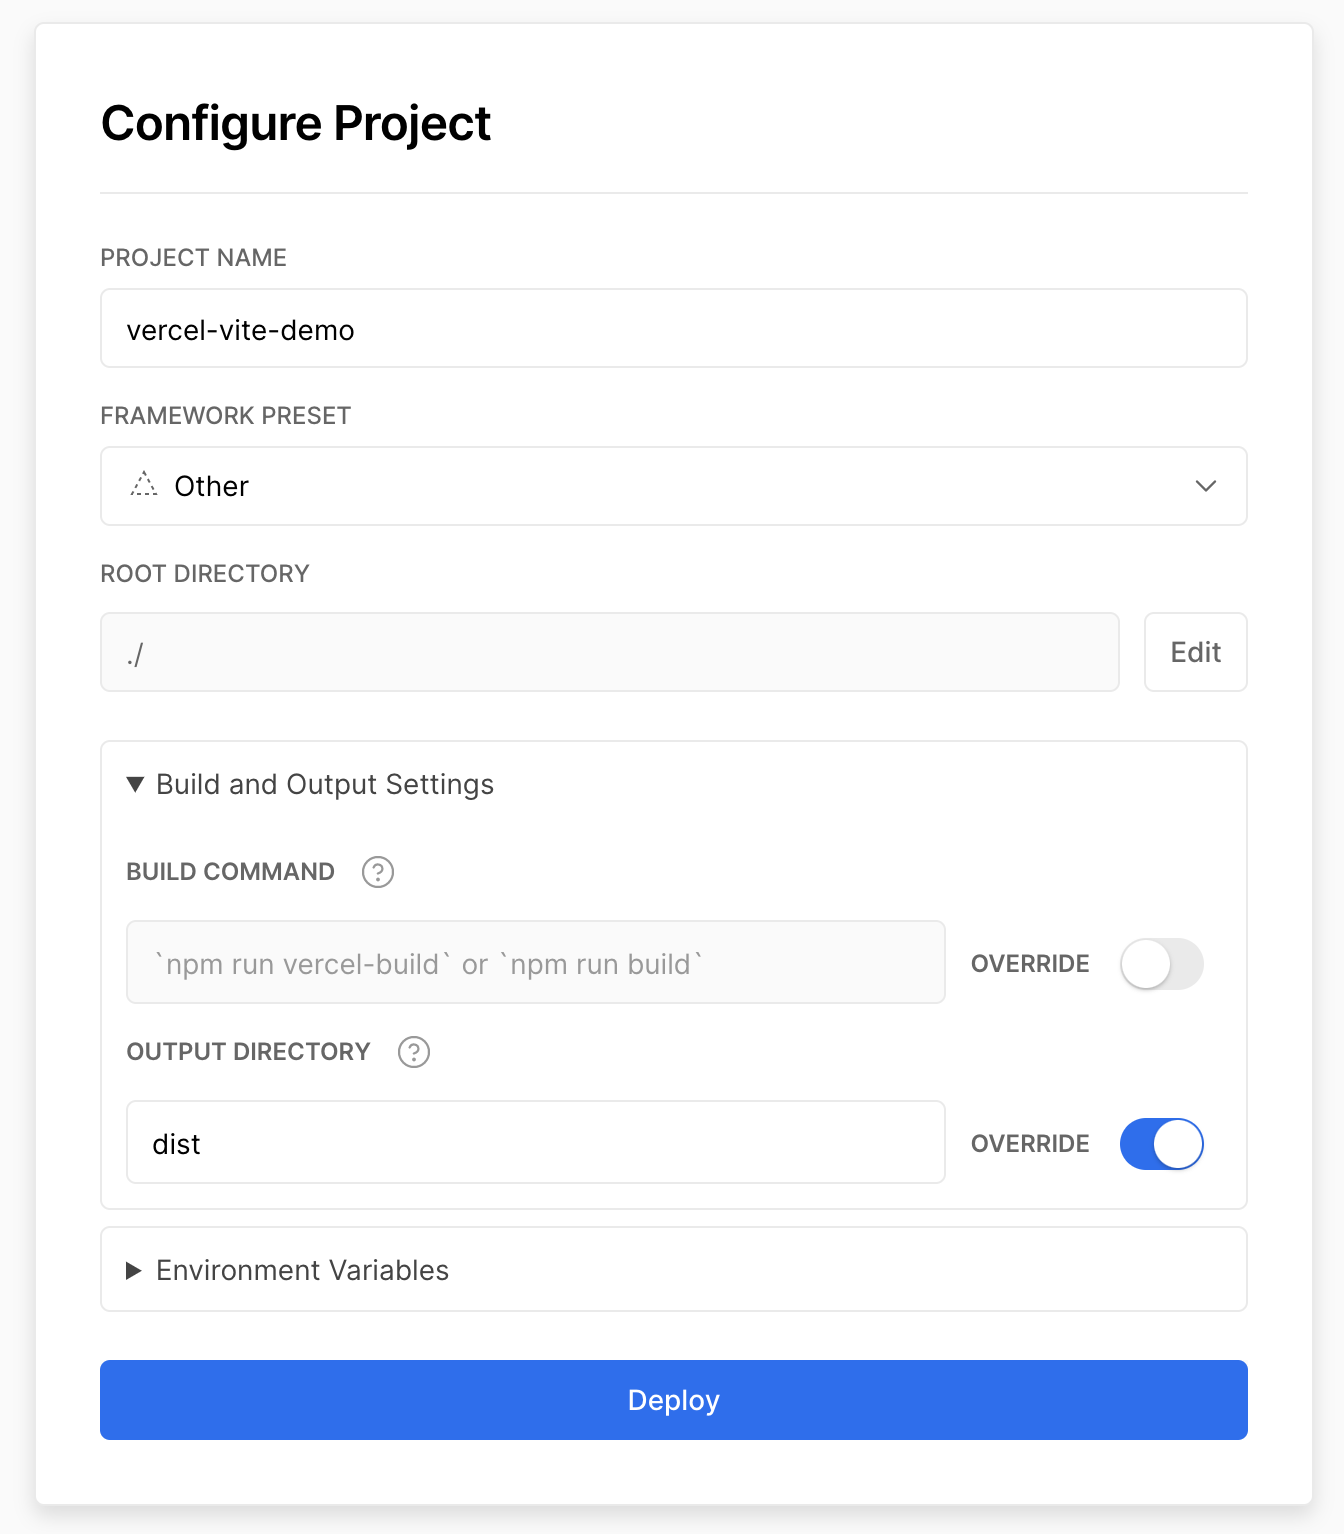 Configure Project
PROJECT NAME
vercel-vite-demo
FRAMEWORK PRESET
Other
ROOT DIRECTORY
./
Edit
Build and Output Settings
BUILD COMMAND ?
`npm run vercel-build` or `npm run build` OVERRIDE
OUTPUT DIRECTORY ?
dist OVERRIDE
Environment Variables
Deploy